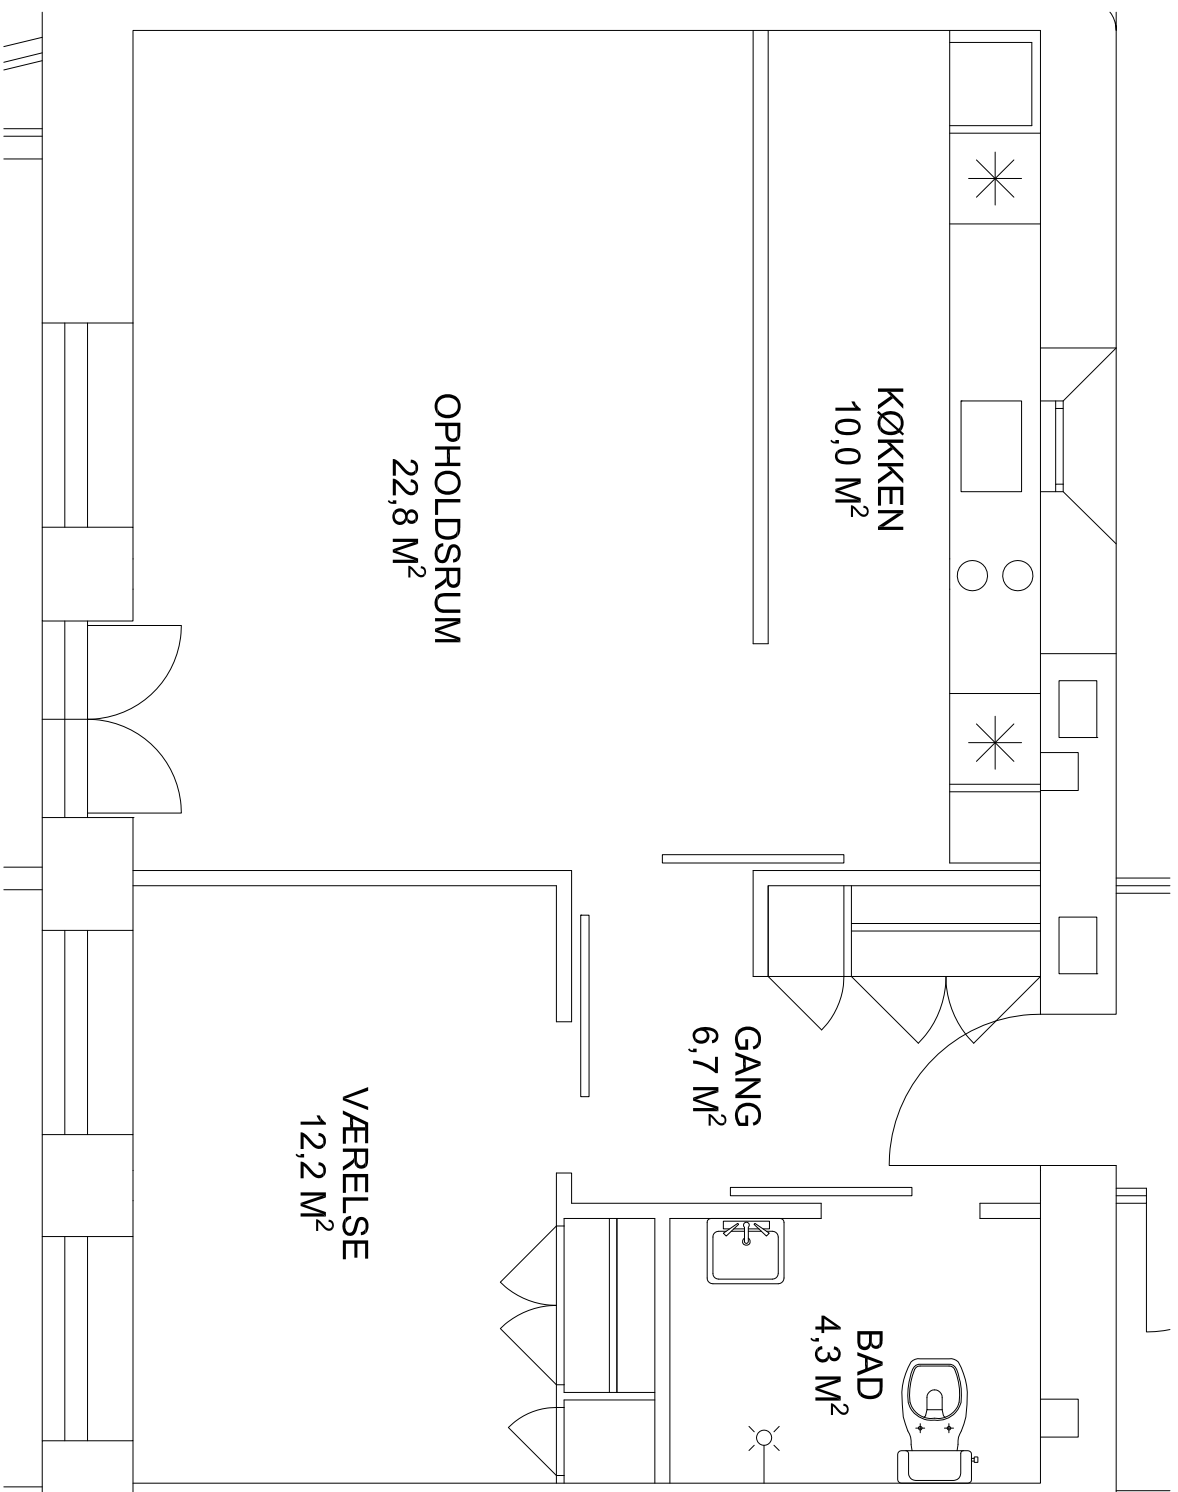 KØKKEN
10,0 M²
OPHOLDSRUM
22,8 M²
GANG
6,7 M²
VÆRELSE
12,2 M²
BAD
4,3 M²